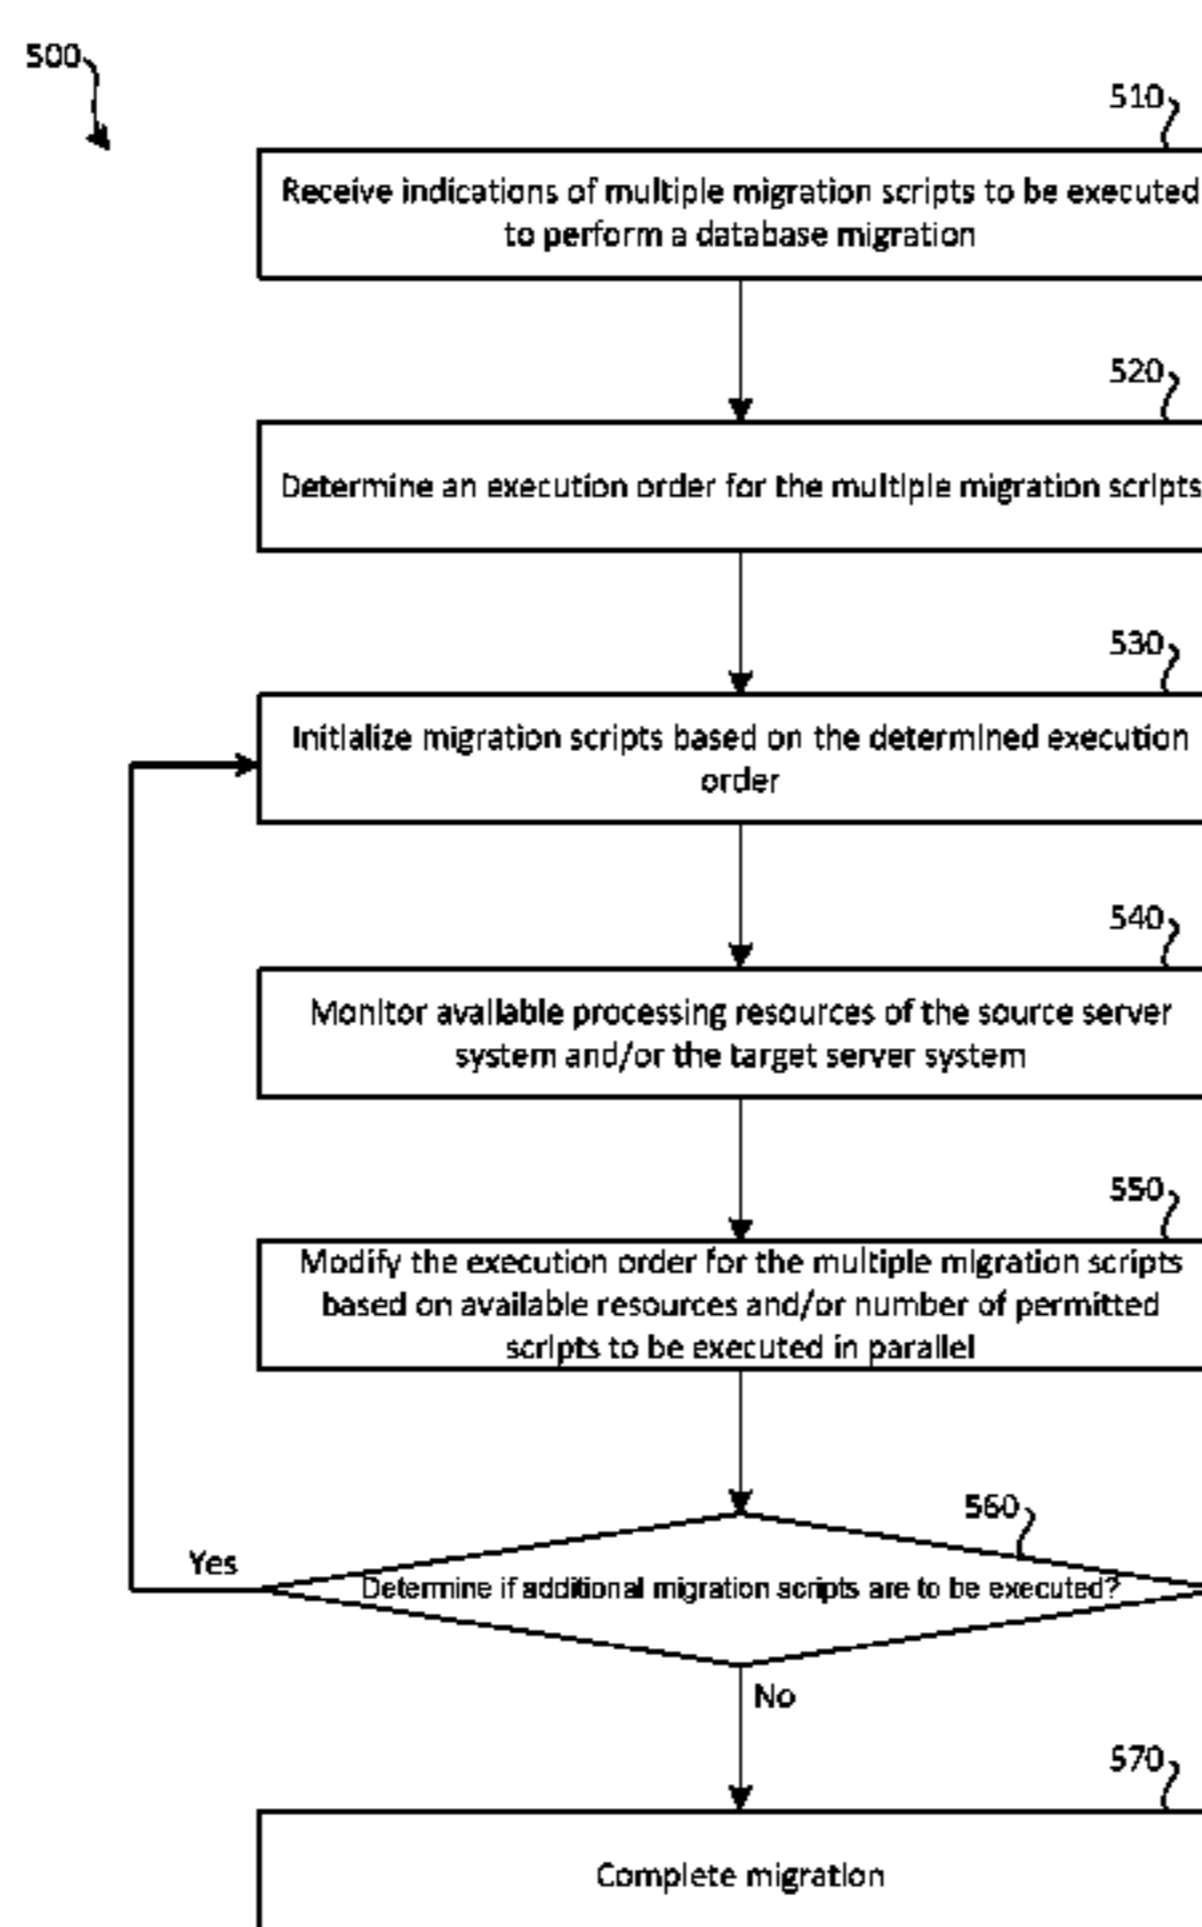 500
510
Receive indications of multiple migration scripts to be executed
to perform a database migration
520
Determine an execution order for the multiple migration scripts
530
Initialize migration scripts based on the determined execution
order
540
Monitor available processing resources of the source server
system and/or the target server system
550
Modify the execution order for the multiple migration scripts
based on available resources and/or number of permitted
scripts to be executed in parallel
560
Yes
Determine if additional migration scripts are to be executed?
No
570
Complete migration